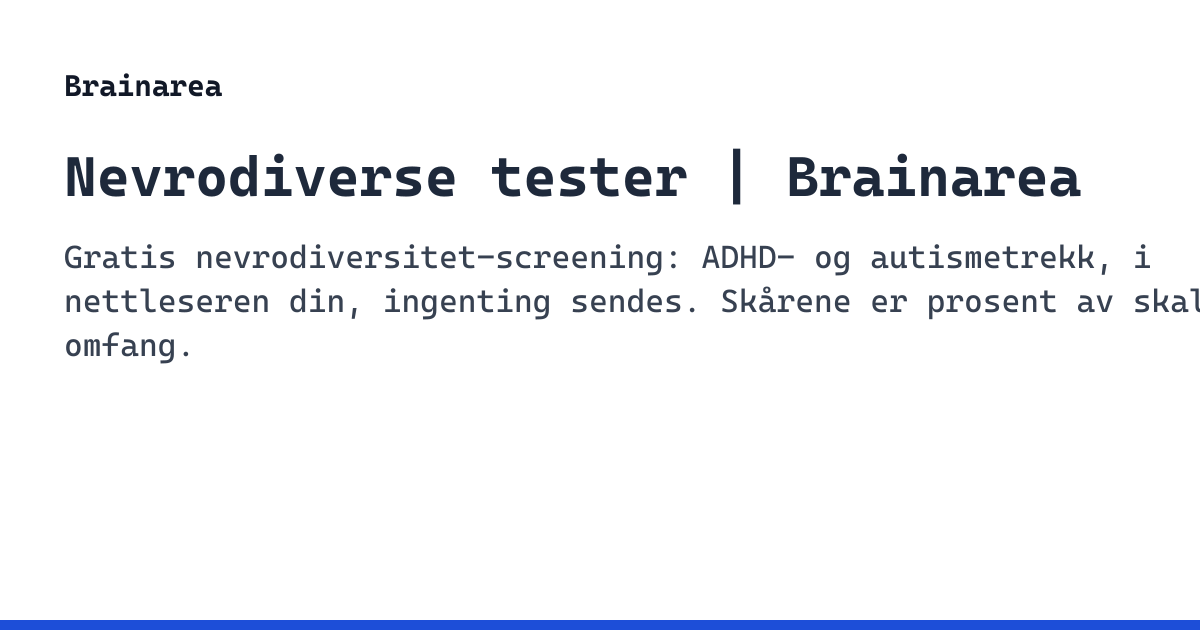 Brainarea
Nevrodiverse tester | Brainarea
Gratis nevrodiversitet-screening: ADHD- og autismetrekk, i
nettleseren din, ingenting sendes. Skårene er prosent av
omfang.